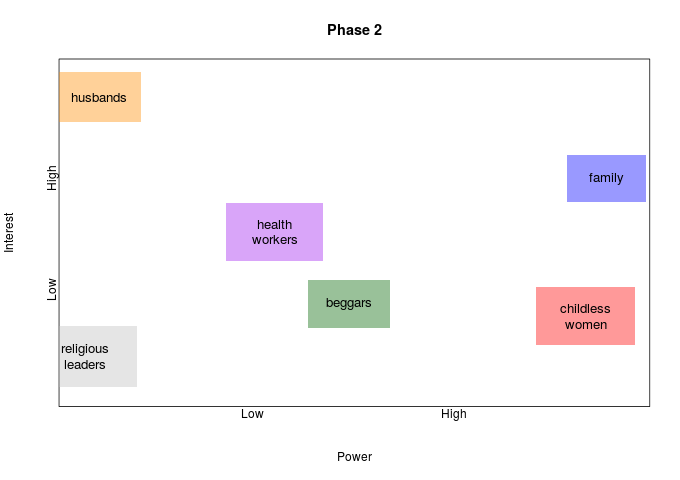 Phase 2
husbands
High
family
Interest
health
workers
Low
beggars
childless
women
religious
leaders
Low
High
Power